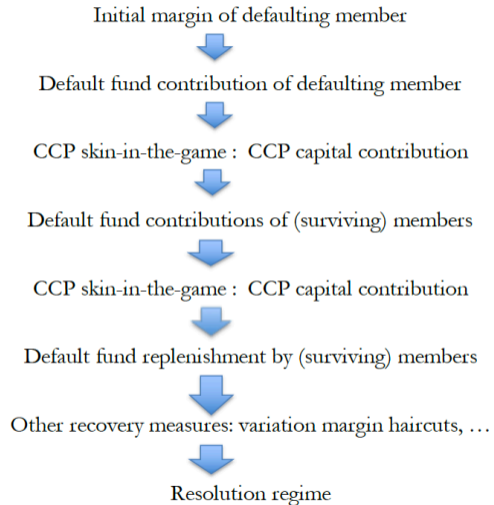 Initial margin of defaulting member
Default fund contribution of defaulting member
CCP skin-in-the-game : CCP capital contribution
Default fund contributions of (surviving) members
CCP skin-in-the-game : CCP capital contribution
Default fund replenishment by (surviving) members
Other recovery measures: variation margin haircuts, …
Resolution regime